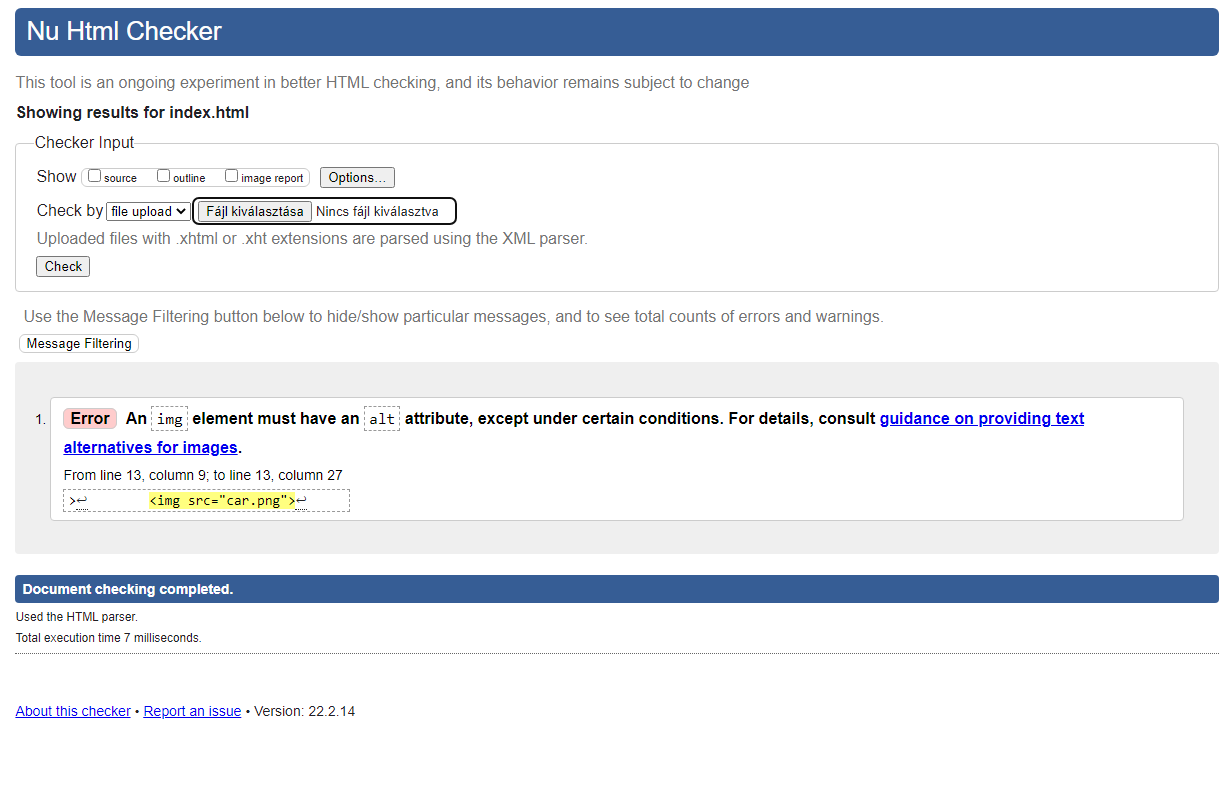 Nu Html Checker
This tool is an ongoing experiment in better HTML checking, and its behavior remains subject to change
Showing results for index.html
Checker Input
Show source outline image report Options...
Check by file upload Fájl kiválasztása Nincs fájl kiválasztva
Uploaded files with .xhtml or .xht extensions are parsed using the XML parser.
Check
Use the Message Filtering button below to hide/show particular messages, and to see total counts of errors and warnings.
Message Filtering
1. Error An img element must have an alt attribute, except under certain conditions. For details, consult guidance on providing text
alternatives for images.
From line 13, column 9; to line 13, column 27
>↩ <img src="car.png">↩
Document checking completed.
Used the HTML parser.
Total execution time 7 milliseconds.
About this checker • Report an issue • Version: 22.2.14